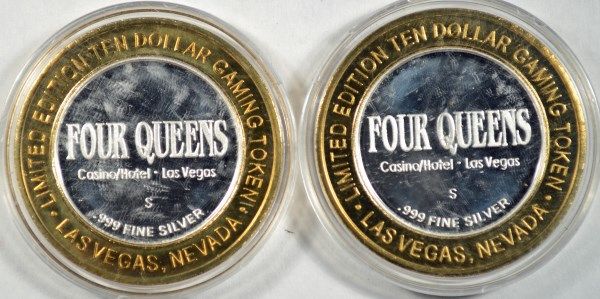 LIMITED EDITION TEN DOLLAR GAMING TOKEN
FOUR QUEENS
Casino/Hotel - Las Vegas
S
.999 FINE SILVER
• LAS VEGAS, NEVADA •
LIMITED EDITION TEN DOLLAR GAMING TOKEN
FOUR QUEENS
Casino/Hotel - Las Vegas
S
.999 FINE SILVER
• LAS VEGAS, NEVADA •